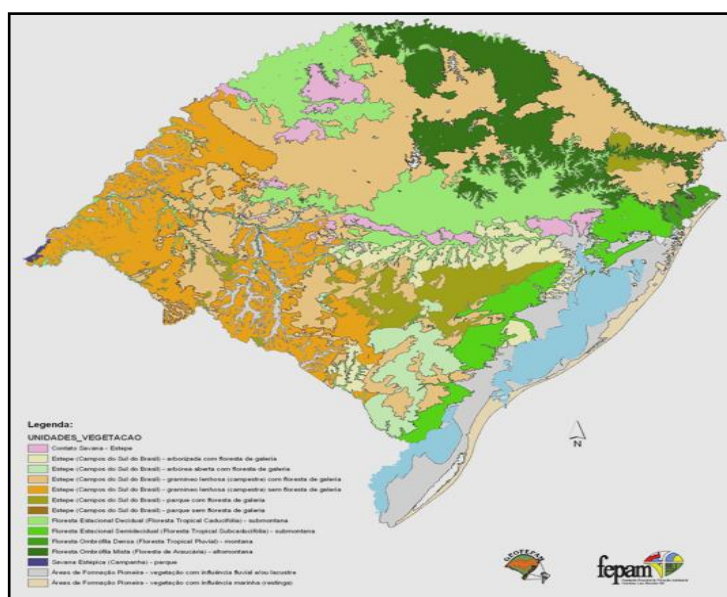 Legenda:
UNIDADES_VEGETACAO
Contato Savana - Estepe
Estepe (Campos do Sul do Brasil) - arborizada com floresta de galeria
Estepe (Campos do Sul do Brasil) - arbórea aberta com floresta de galeria
Estepe (Campos do Sul do Brasil) - gramineo lenhosa (campestre) com floresta de galeria
Estepe (Campos do Sul do Brasil) - gramineo lenhosa (campestre) sem floresta de galeria
Estepe (Campos do Sul do Brasil) - parque com floresta de galeria
Estepe (Campos do Sul do Brasil) - parque sem floresta de galeria
Floresta Estacional Decidual (Floresta Tropical Caducifólia) - submontana
Floresta Estacional Semidecidual (Floresta Tropical Subcaducifólia) - submontana
Floresta Ombrófila Densa (Floresta Tropical Pluvial) - montana
Floresta Ombrófila Mista (Floresta de Araucária) - altomontana
Savana Estépica (Campanha) - parque
Áreas de Formação Pioneira - vegetação com influência fluvial e/ou lacustre
Áreas de Formação Pioneira - vegetação com influência marinha (restinga)
N
GEOFEPAM
fepam